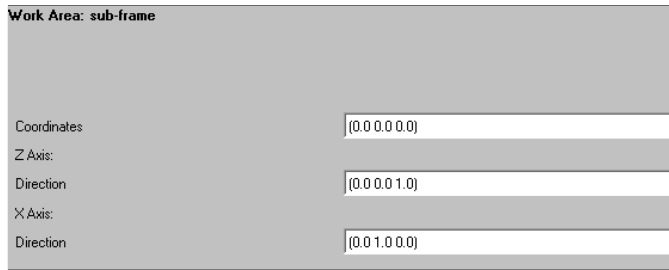 Work Area: sub-frame
Coordinates (0.0 0.0 0.0)
Z Axis:
Direction (0.0 0.0 1.0)
X Axis:
Direction (0.0 1.0 0.0)